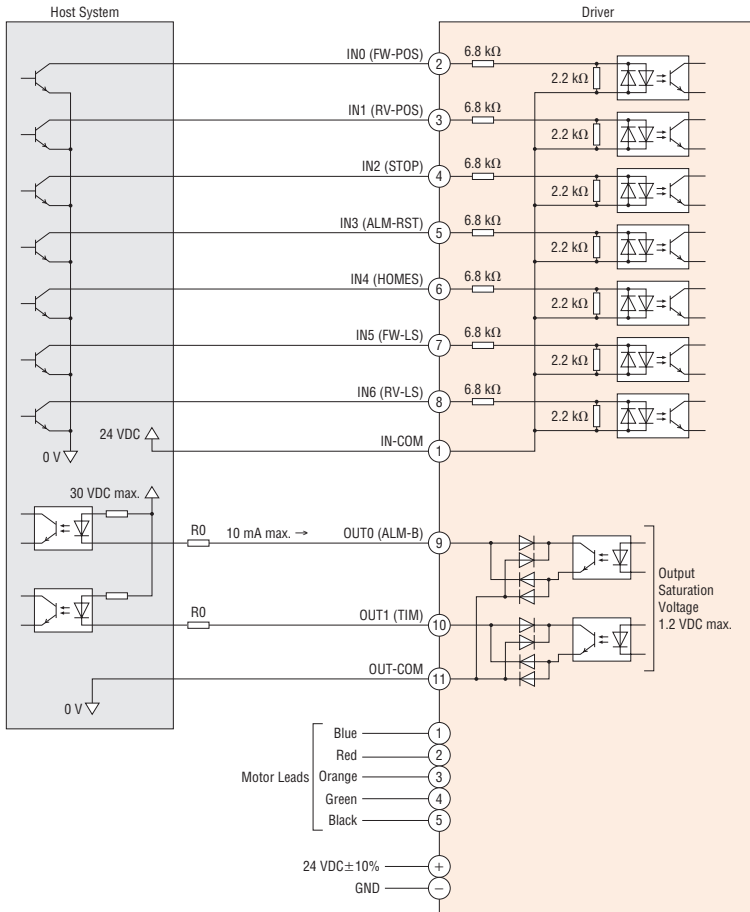 Host System
Driver
IN0 (FW-POS)
2
6.8 kΩ
2.2 kΩ
IN1 (RV-POS)
3
6.8 kΩ
2.2 kΩ
IN2 (STOP)
4
6.8 kΩ
2.2 kΩ
IN3 (ALM-RST)
5
6.8 kΩ
2.2 kΩ
IN4 (HOMES)
6
6.8 kΩ
2.2 kΩ
IN5 (FW-LS)
7
6.8 kΩ
2.2 kΩ
IN6 (RV-LS)
8
6.8 kΩ
2.2 kΩ
24 VDC
IN-COM
1
0 V
30 VDC max.
R0
10 mA max. →
OUT0 (ALM-B)
9
R0
OUT1 (TIM)
10
Output
Saturation
Voltage
1.2 VDC max.
OUT-COM
11
0 V
Motor Leads
Blue
1
Red
2
Orange
3
Green
4
Black
5
24 VDC±10%
+
GND
−